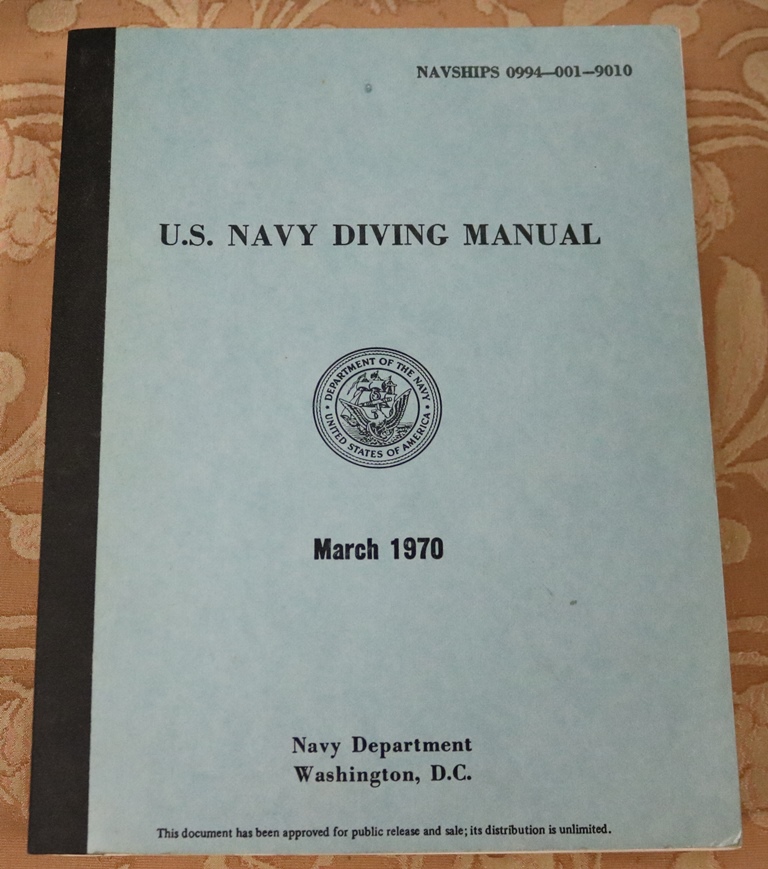 NAVSHIPS 0994—001—9010
U.S. NAVY DIVING MANUAL
DEPARTMENT OF THE NAVY
UNITED STATES OF AMERICA
March 1970
Navy Department
Washington, D.C.
This document has been approved for public release and sale; its distribution is unlimited.